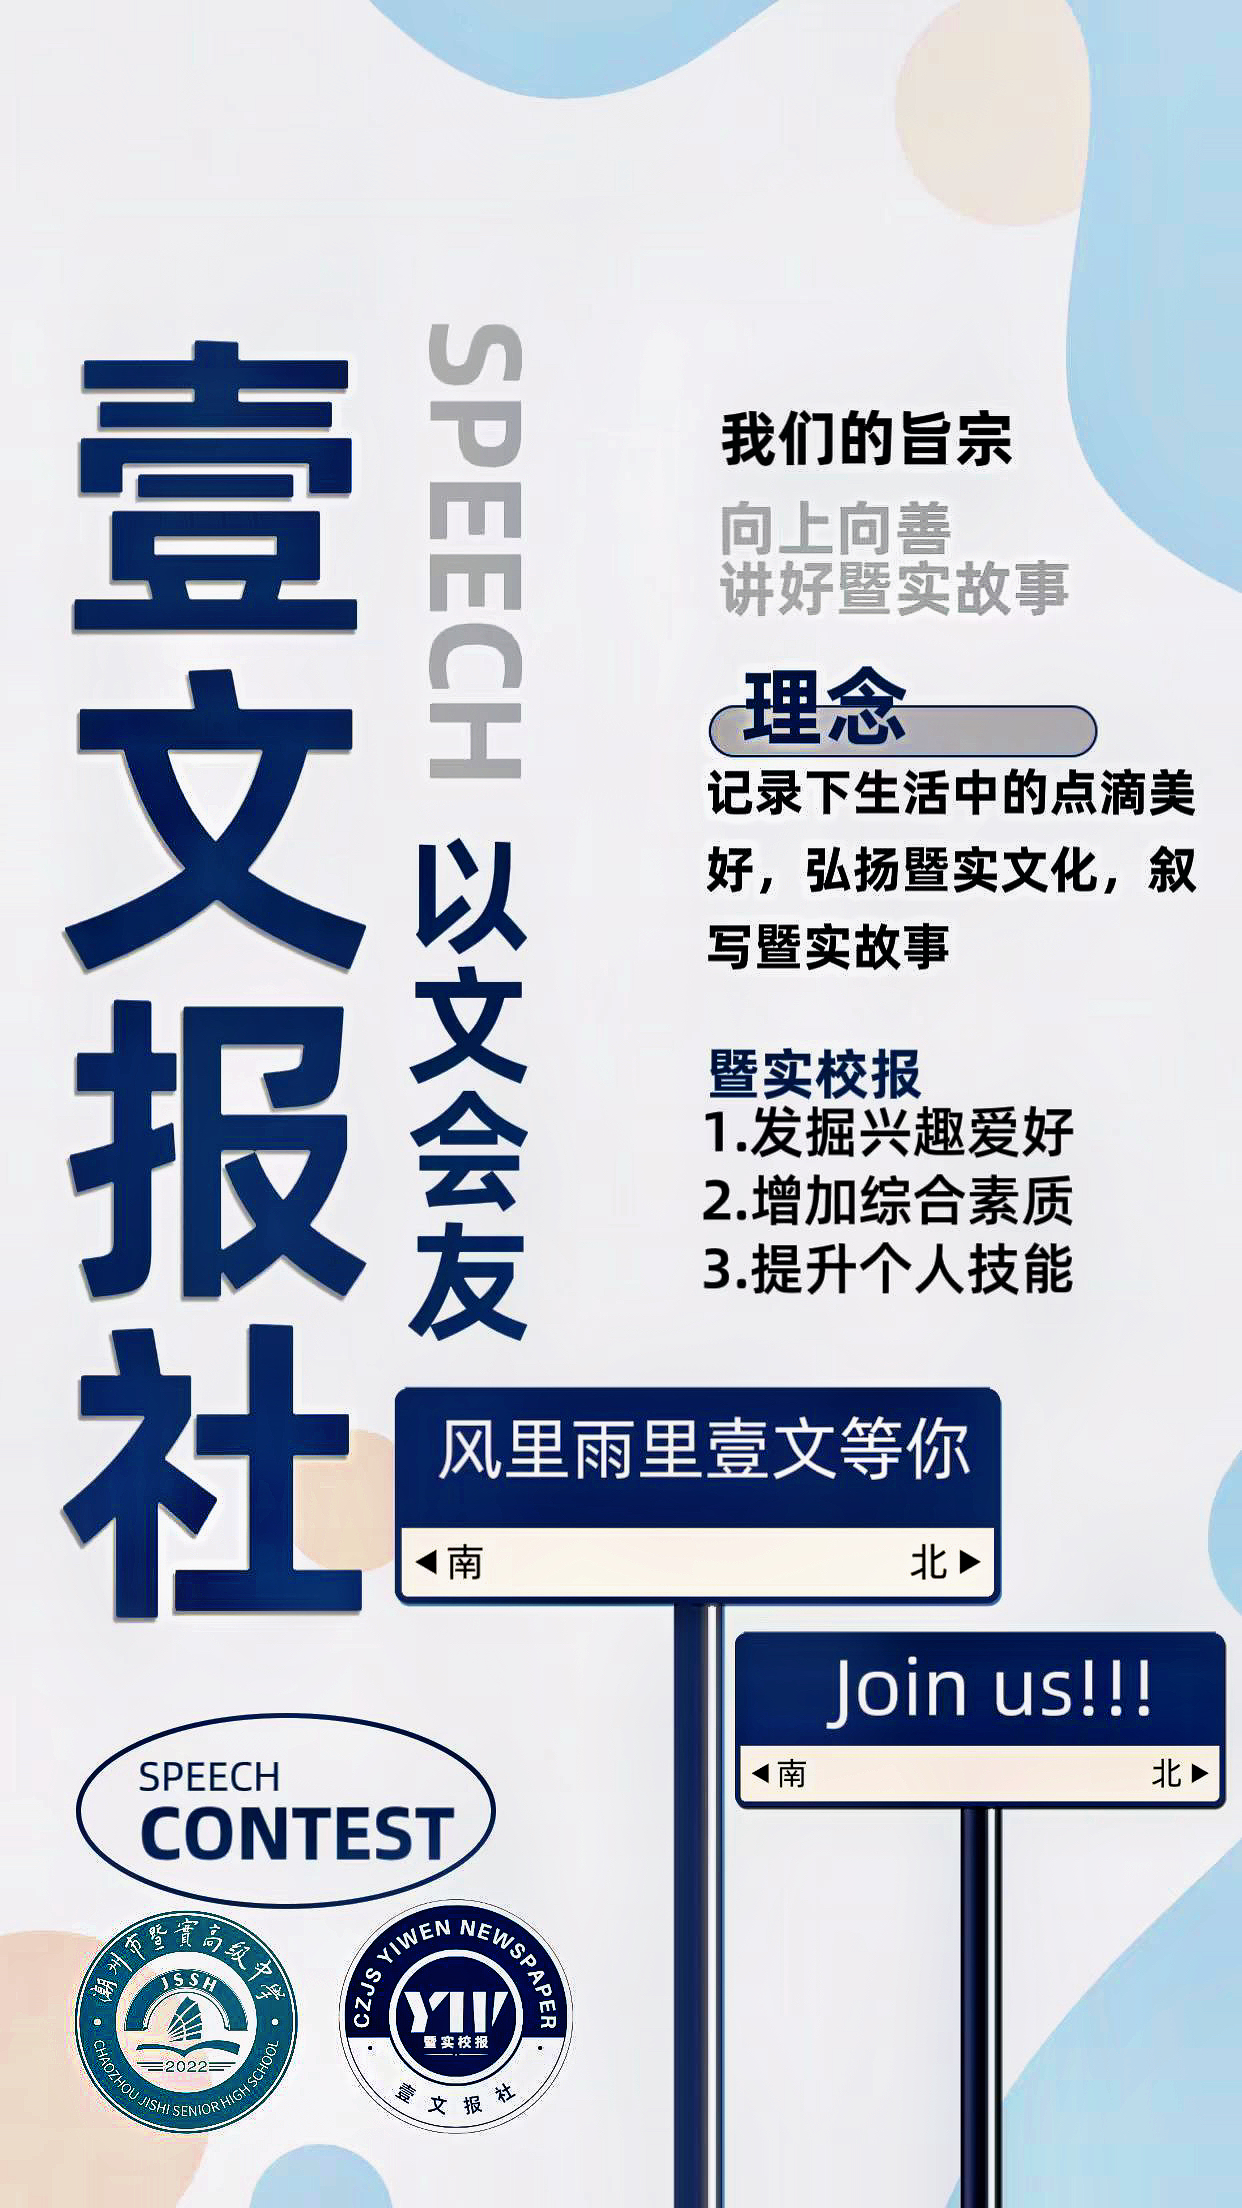 壹文报社
SPEECH
以文会友
我们的旨宗
向上向善
讲好暨实故事
理念
记录下生活中的点滴美
好，弘扬暨实文化，叙
写暨实故事
暨实校报
1.发掘兴趣爱好
2.增加综合素质
3.提升个人技能
风里雨里壹文等你
◀南 北▶
Join us!!!
◀南 北▶
SPEECH
CONTEST
潮州市暨實高级中学
JSSH
2022
CHAOZHOU JISHI SENIOR HIGH SCHOOL
CZJS YIWEN NEWSPAPER
YW
暨实校报
壹文报社